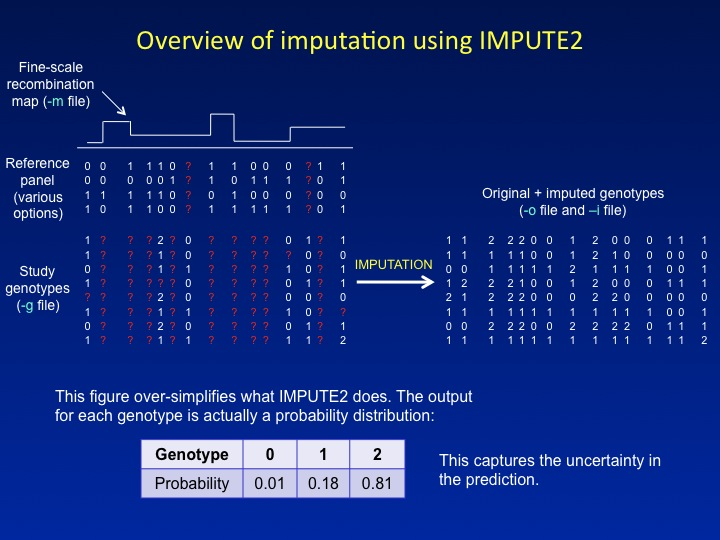 Overview of imputation using IMPUTE2
Fine-scale
recombination
map (-m file)
Reference
panel
(various
options)
0 0 1 1 1 0 ? 1 1 0 0 0 ? 1 1
0 0 0 0 0 1 ? 1 0 1 1 1 ? 0 1
1 1 1 1 1 0 ? 0 1 0 0 0 ? 0 0
1 0 1 1 0 0 ? 1 1 1 1 1 ? 0 1
Study
genotypes
(-g file)
1 ? ? ? 2 ? 0 ? ? ? ? 0 1 ? 1
1 ? ? ? 1 ? 1 ? ? ? ? ? 0 ? 0
0 ? ? ? 1 ? 1 ? ? ? ? 1 0 ? 1
1 ? ? ? ? ? 0 ? ? ? ? 0 1 ? 1
? ? ? ? 2 ? 0 ? ? ? ? 0 0 ? 0
1 ? ? ? 1 ? 1 ? ? ? ? 1 0 ? ?
0 ? ? ? 2 ? 0 ? ? ? ? 0 1 ? 1
1 ? ? ? 1 ? 1 ? ? ? ? 1 1 ? 2
IMPUTATION
Original + imputed genotypes
(-o file and –i file)
1 1 2 2 2 0 0 1 2 0 0 0 1 1 1
1 1 1 1 1 0 0 1 2 1 0 0 0 0 0
0 0 1 1 1 1 1 2 1 1 1 1 0 0 1
1 2 2 2 1 0 0 1 2 0 0 0 1 1 1
2 1 2 2 2 0 0 0 2 2 0 0 0 0 0
1 1 1 1 1 1 1 1 1 1 1 1 0 0 1
0 0 2 2 2 0 0 2 2 2 2 0 1 1 1
1 1 1 1 1 1 1 1 1 1 1 1 1 1 2
This figure over-simplifies what IMPUTE2 does. The output
for each genotype is actually a probability distribution:
Genotype 0 1 2
Probability 0.01 0.18 0.81
This captures the uncertainty in
the prediction.